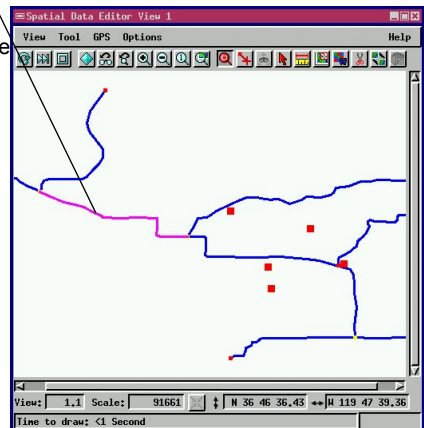 Spatial Data Editor View 1
View Tool GPS Options Help
e
View: 1.1 Scale: 91661 N 36 46 36.43 W 119 47 39.36
Time to draw: <1 Second